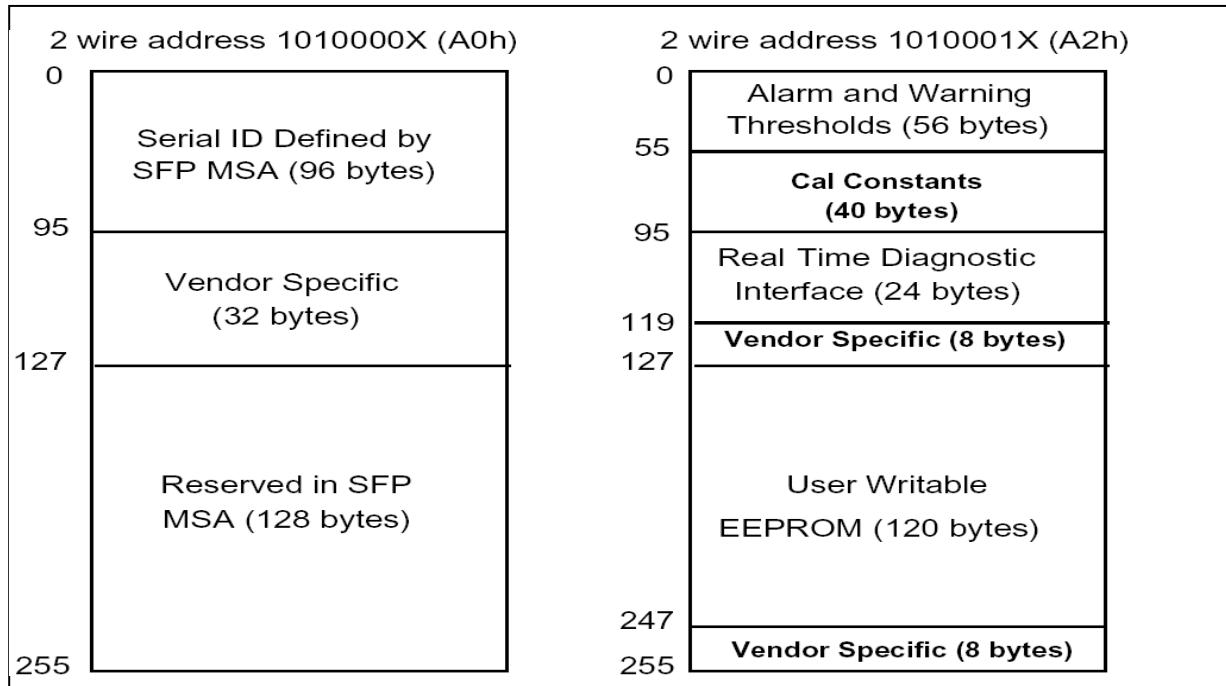 2 wire address 1010000X (A0h)
0
Serial ID Defined by
SFP MSA (96 bytes)
95
Vendor Specific
(32 bytes)
127
Reserved in SFP
MSA (128 bytes)
255
2 wire address 1010001X (A2h)
0
Alarm and Warning
Thresholds (56 bytes)
55
Cal Constants
(40 bytes)
95
Real Time Diagnostic
Interface (24 bytes)
119
Vendor Specific (8 bytes)
127
User Writable
EEPROM (120 bytes)
247
Vendor Specific (8 bytes)
255